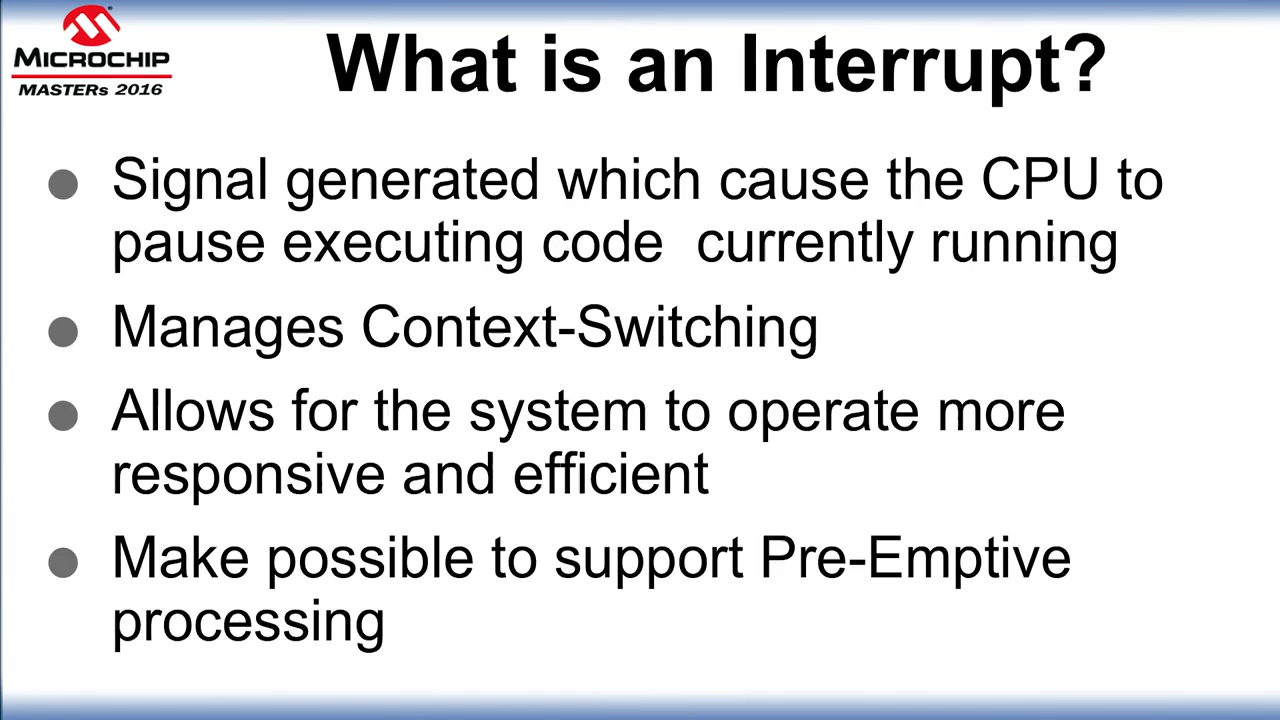 MICROCHIP
MASTERs 2016
What is an Interrupt?
Signal generated which cause the CPU to
pause executing code  currently running
Manages Context-Switching
Allows for the system to operate more
responsive and efficient
Make possible to support Pre-Emptive
processing